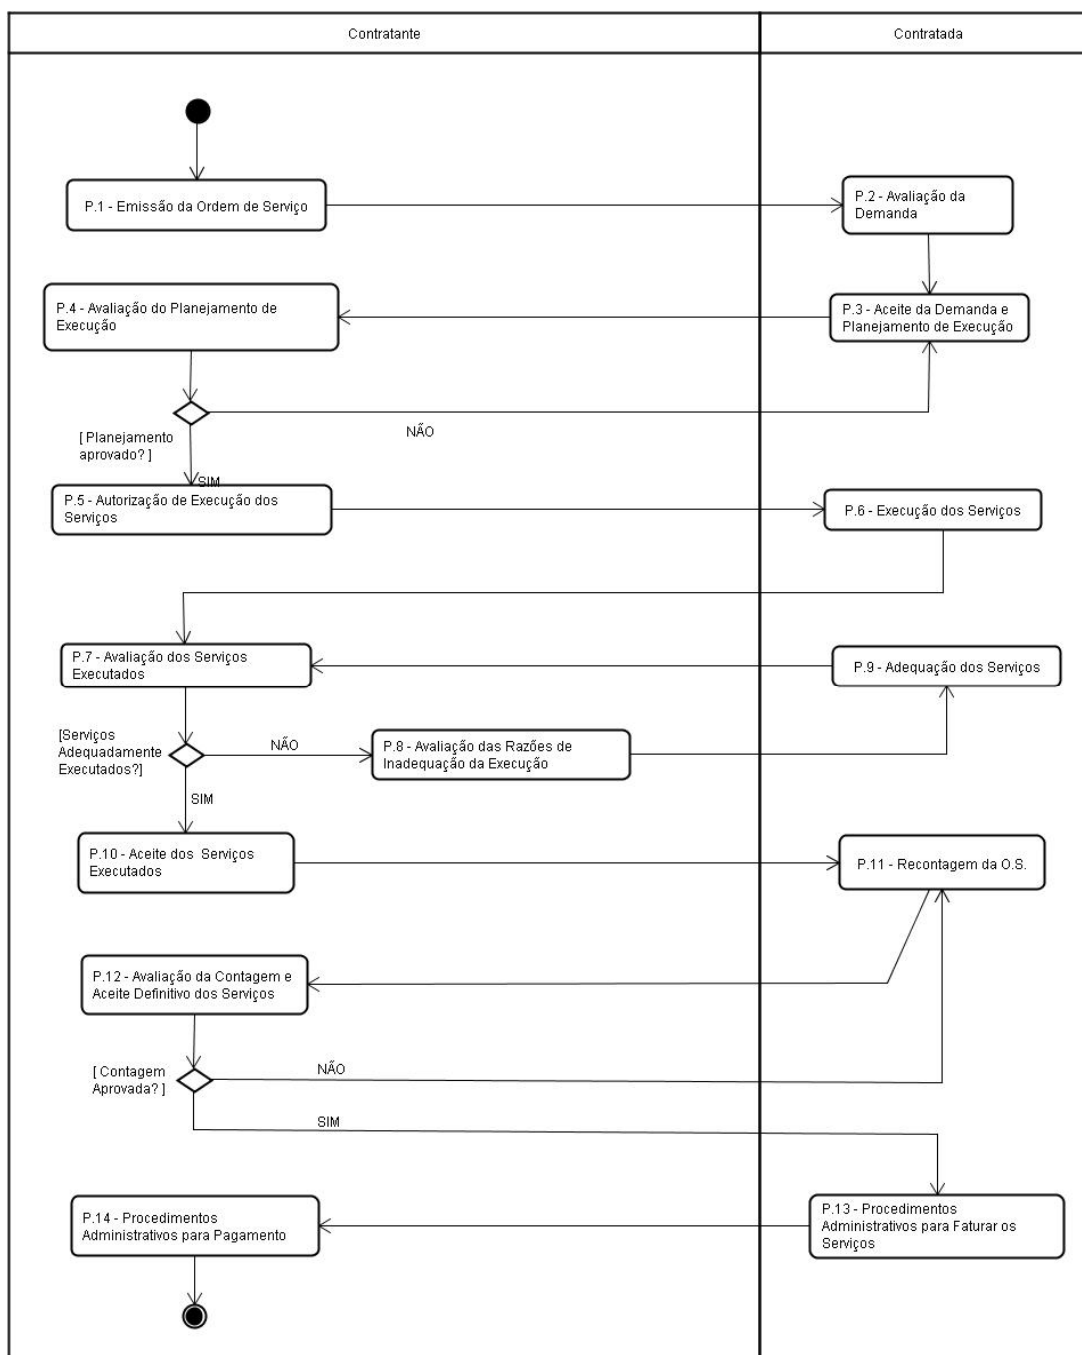 Contratante
Contratada
P.1 - Emissão da Ordem de Serviço
P.2 - Avaliação da
Demanda
P.4 - Avaliação do Planejamento de
Execução
P.3 - Aceite da Demanda e
Planejamento de Execução
[ Planejamento
aprovado? ]
NÃO
SIM
P.5 - Autorização de Execução dos
Serviços
P.6 - Execução dos Serviços
P.7 - Avaliação dos Serviços
Executados
P.9 - Adequação dos Serviços
[Serviços
Adequadamente
Executados?]
NÃO
P.8 - Avaliação das Razões de
Inadequação da Execução
SIM
P.10 - Aceite dos Serviços
Executados
P.11 - Recontagem da O.S.
P.12 - Avaliação da Contagem e
Aceite Definitivo dos Serviços
[ Contagem
Aprovada? ]
NÃO
SIM
P.14 - Procedimentos
Administrativos para Pagamento
P.13 - Procedimentos
Administrativos para Faturar os
Serviços